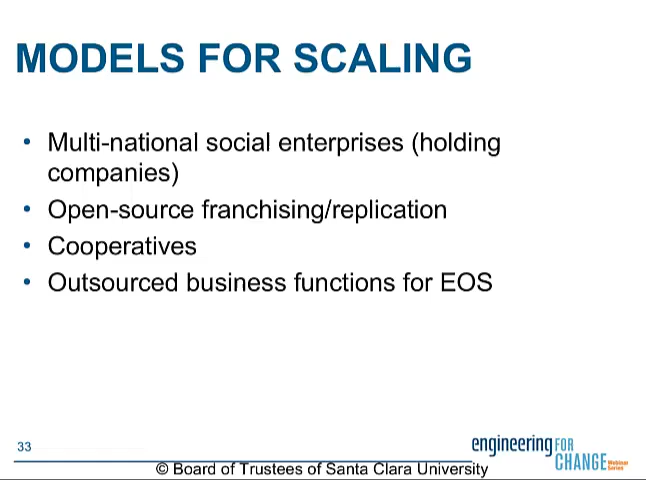 MODELS FOR SCALING
• Multi-national social enterprises (holding
companies)
• Open-source franchising/replication
• Cooperatives
• Outsourced business functions for EOS
33
engineering FOR
CHANGE Webinar
Series
© Board of Trustees of Santa Clara University